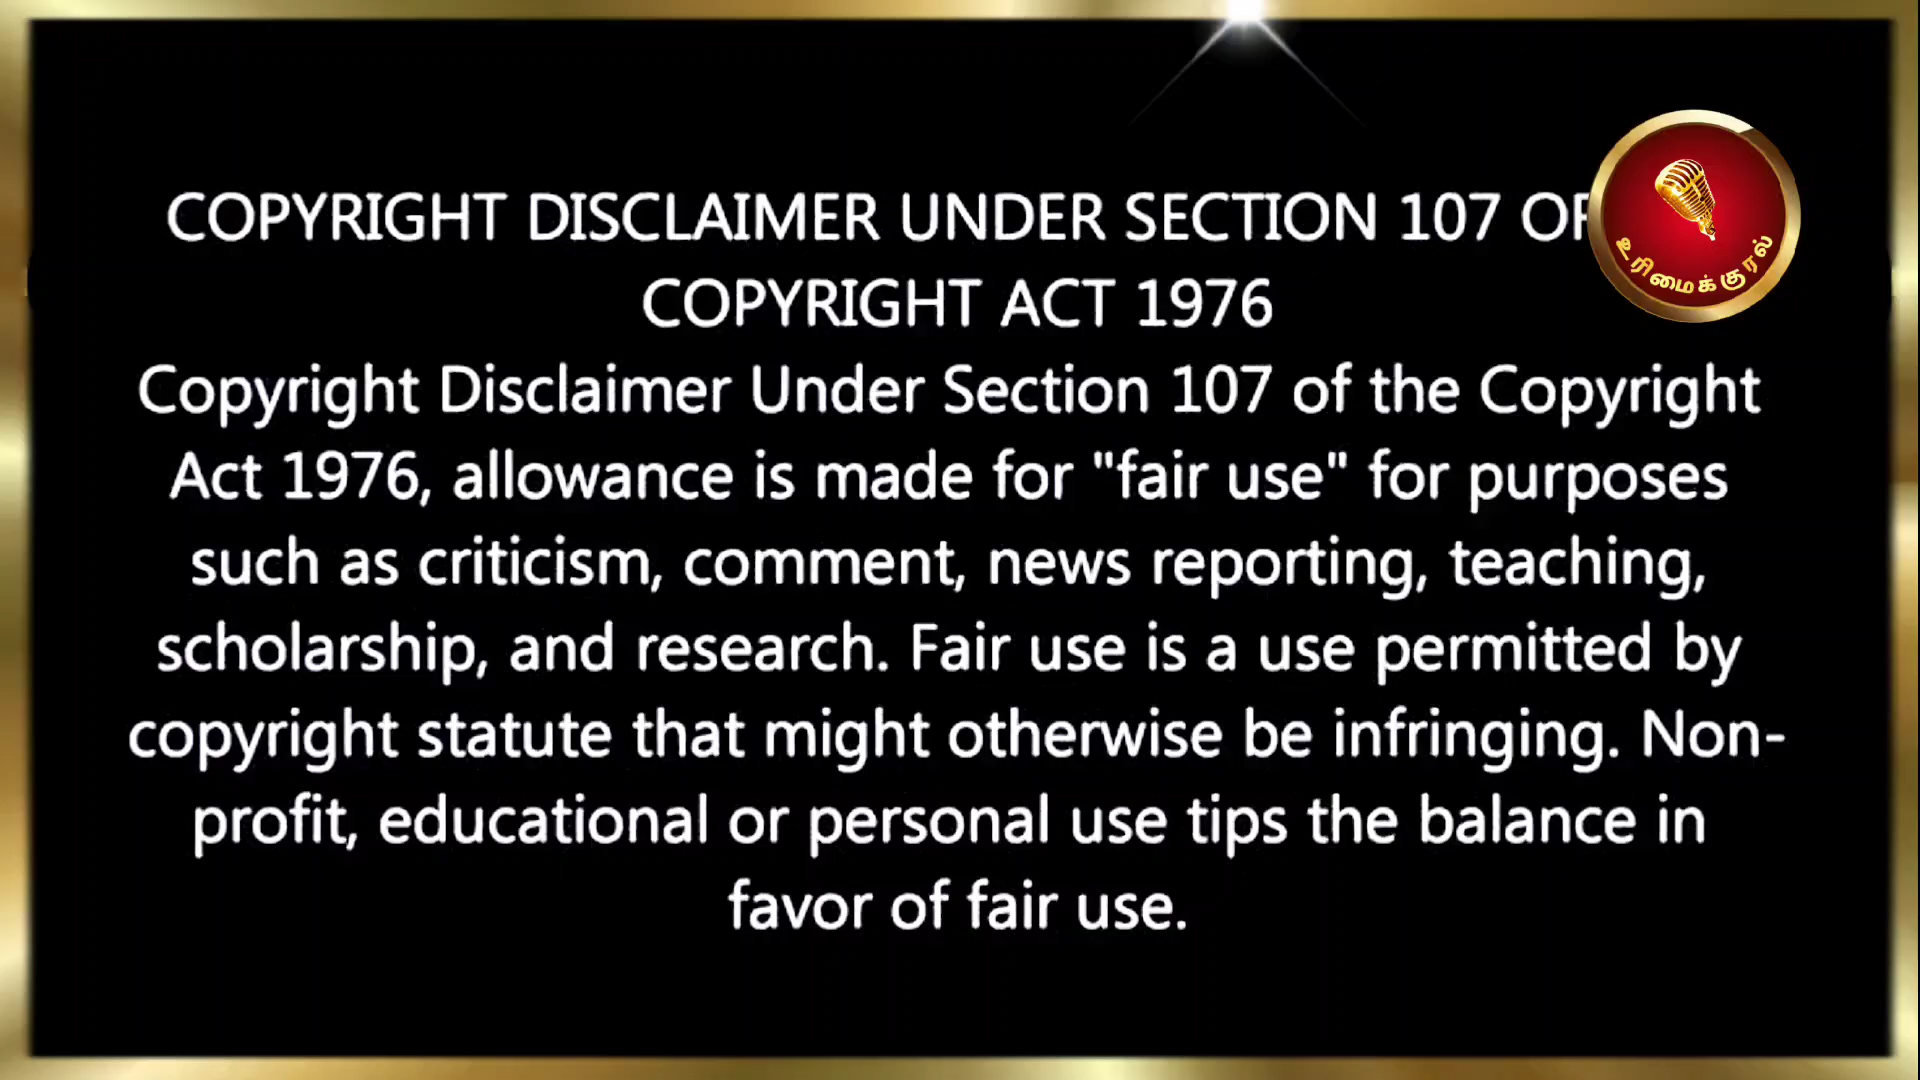 COPYRIGHT DISCLAIMER UNDER SECTION 107 OF
COPYRIGHT ACT 1976
Copyright Disclaimer Under Section 107 of the Copyright
Act 1976, allowance is made for "fair use" for purposes
such as criticism, comment, news reporting, teaching,
scholarship, and research. Fair use is a use permitted by
copyright statute that might otherwise be infringing. Non-
profit, educational or personal use tips the balance in
favor of fair use.
உரிமைக்குரல்